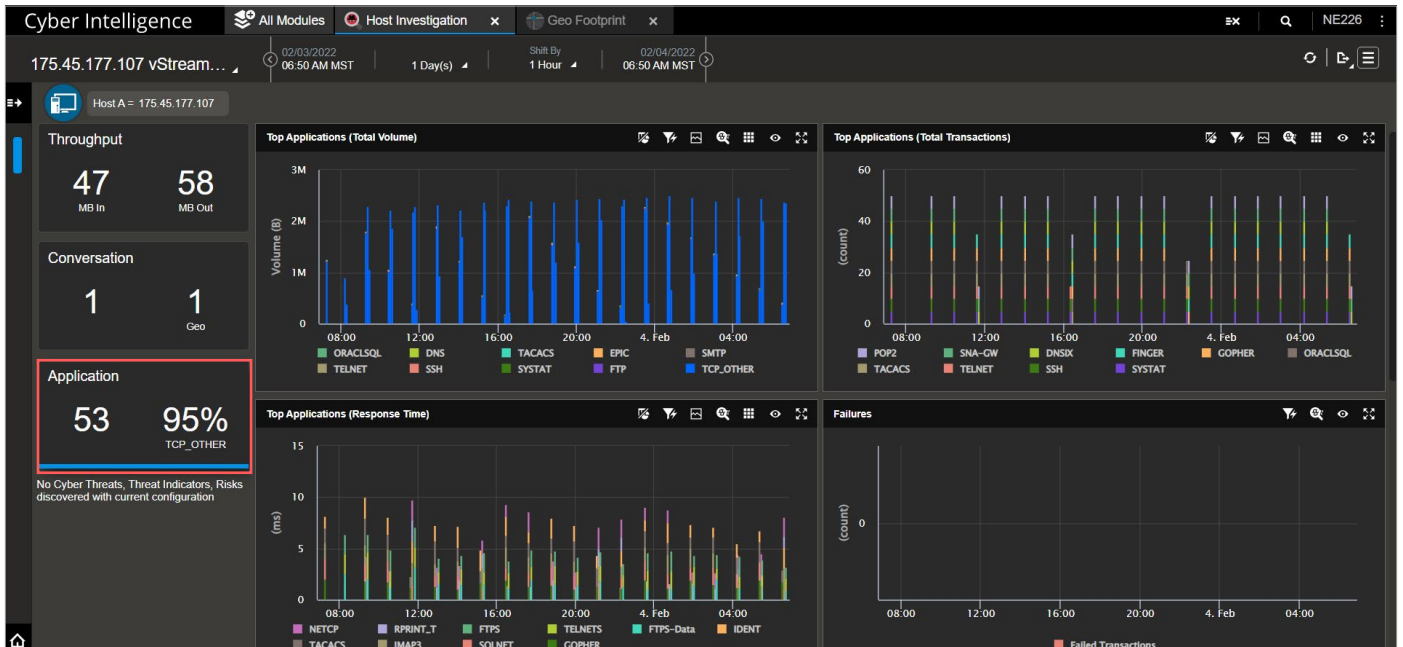 Cyber Intelligence
All Modules
Host Investigation
Geo Footprint
NE226
175.45.177.107 vStream...
02/03/2022
06:50 AM MST
1 Day(s)
Shift By
1 Hour
02/04/2022
06:50 AM MST
Host A = 175.45.177.107
Throughput
47
MB In
58
MB Out
Conversation
1
1
Geo
Application
53
95%
TCP_OTHER
No Cyber Threats, Threat Indicators, Risks
discovered with current configuration
Top Applications (Total Volume)
Volume (B)
3M
2M
1M
0
08:00 12:00 16:00 20:00 4. Feb 04:00
ORACLSQL DNS TACACS EPIC SMTP
TELNET SSH SYSTAT FTP TCP_OTHER
Top Applications (Total Transactions)
(count)
60
40
20
0
08:00 12:00 16:00 20:00 4. Feb 04:00
POP2 SNA-GW DNSIX FINGER GOPHER ORACLSQL
TACACS TELNET SSH SYSTAT
Top Applications (Response Time)
(ms)
15
10
5
0
08:00 12:00 16:00 20:00 4. Feb 04:00
NETCP RPRINT_T FTPS TELNETS FTPS-Data IDENT
TACACS IMAP3 SQLNET GOPHER
Failures
(count)
0
08:00 12:00 16:00 20:00 4. Feb 04:00
Failed Transactions